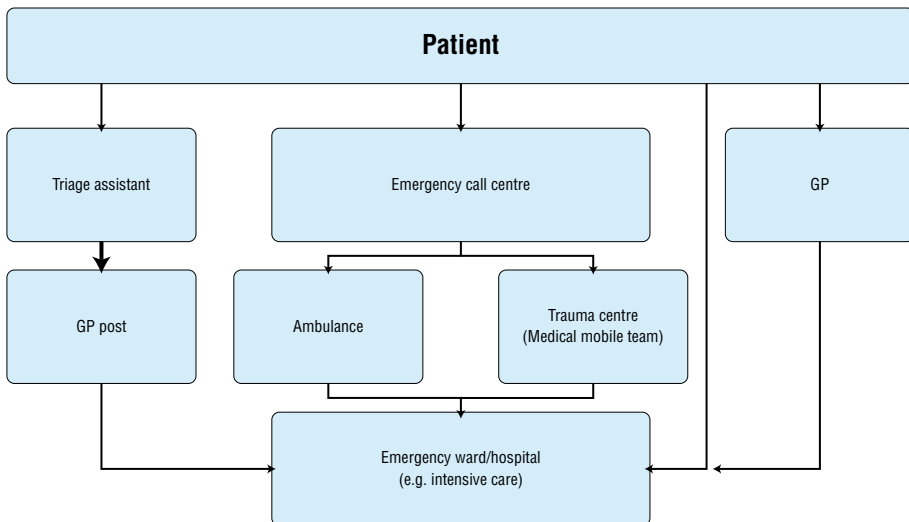 Patient
Triage assistant
Emergency call centre
GP
GP post
Ambulance
Trauma centre
(Medical mobile team)
Emergency ward/hospital
(e.g. intensive care)